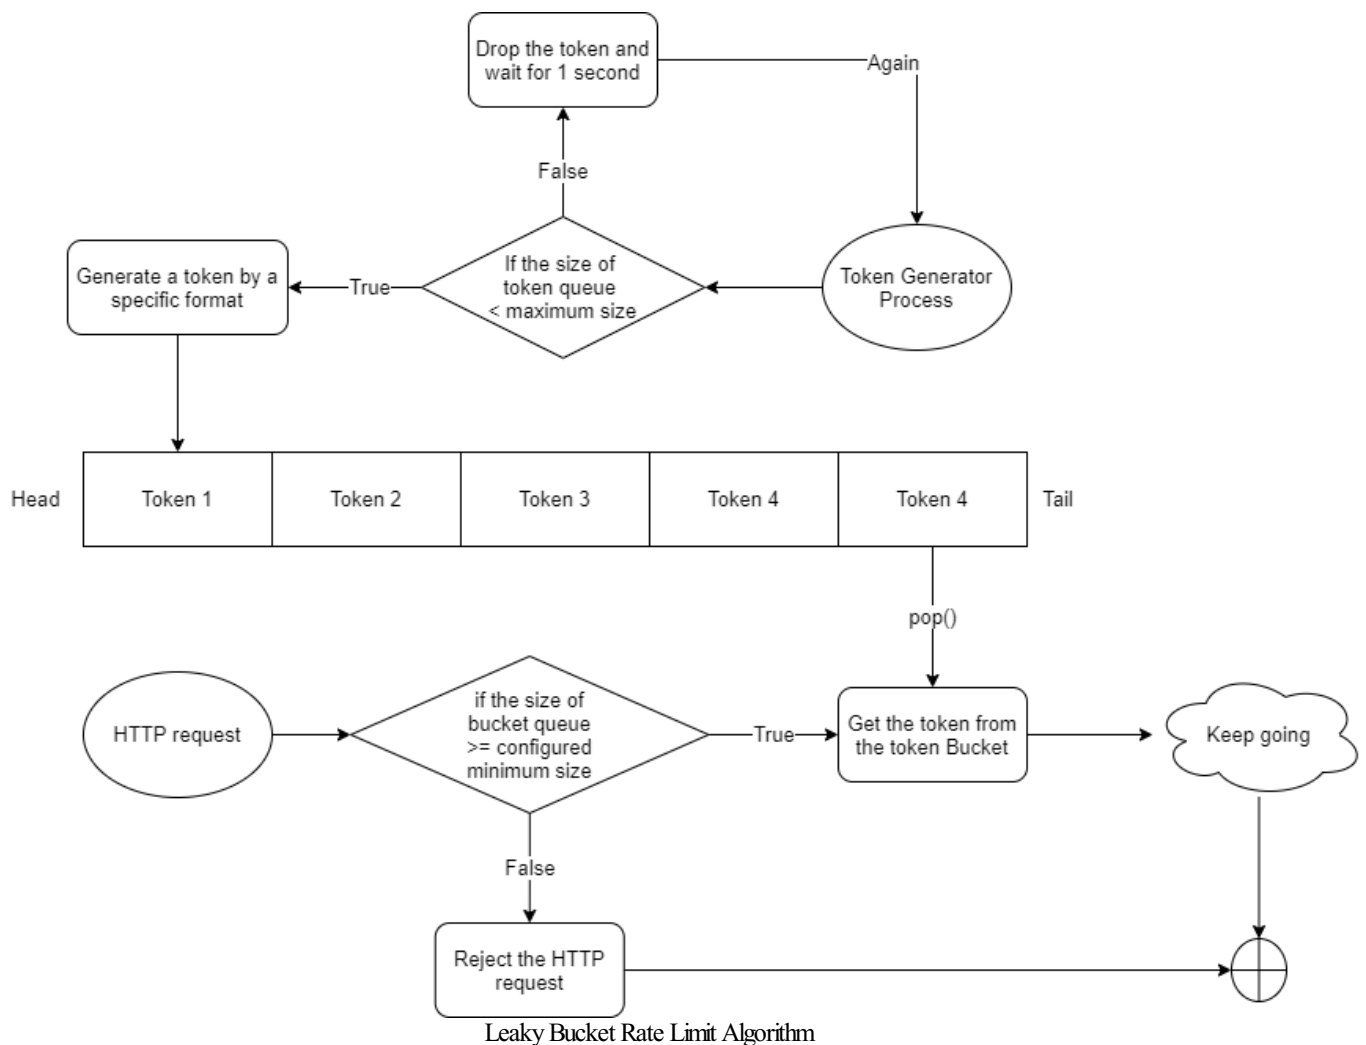 Drop the token and
wait for 1 second
Again
False
Generate a token by a
specific format
True
If the size of
token queue
< maximum size
Token Generator
Process
Head
Token 1
Token 2
Token 3
Token 4
Token 4
Tail
pop()
HTTP request
if the size of
bucket queue
>= configured
minimum size
True
Get the token from
the token Bucket
Keep going
False
Reject the HTTP
request
Leaky Bucket Rate Limit Algorithm